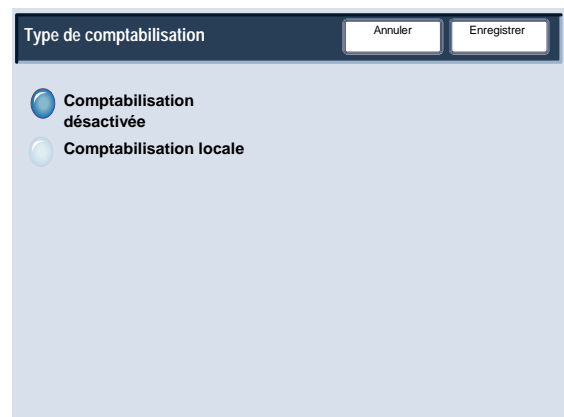 Type de comptabilisation
Annuler
Enregistrer
Comptabilisation
désactivée
Comptabilisation locale